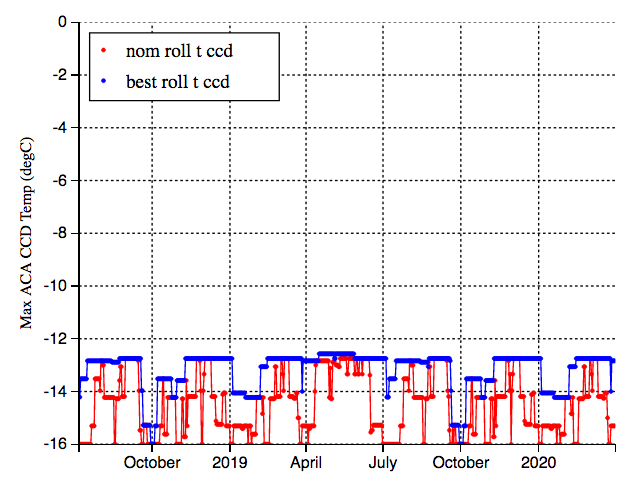 0
nom roll t ccd
best roll t ccd
-2
-4
-6
-8
-10
-12
-14
-16
Max ACA CCD Temp (degC)
October 2019 April July October 2020